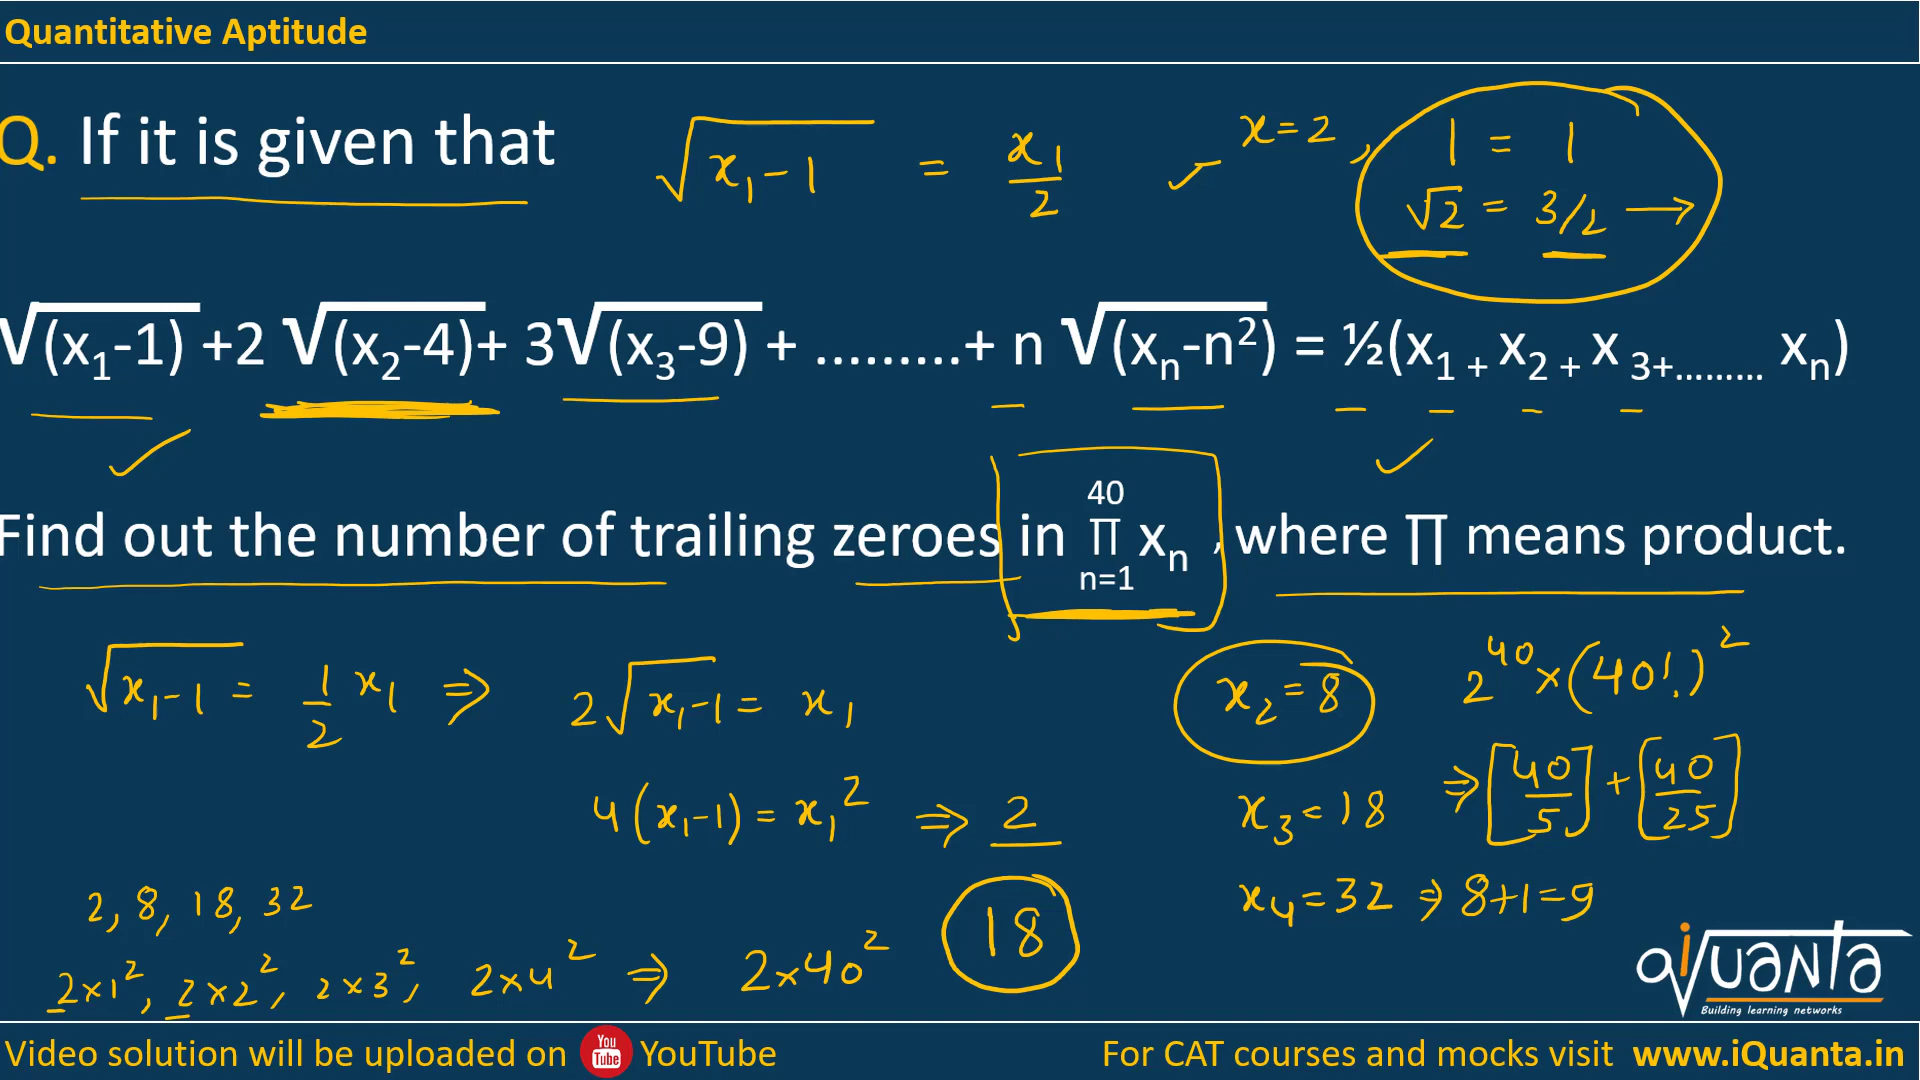 Quantitative Aptitude
Q. If it is given that
√(x₁-1) = x₁/2
x=2,
1 = 1
√2 = 3/2 →
√(x₁-1) +2 √(x₂-4)+ 3√(x₃-9) + .........+ n √(xₙ-n²) = ½(x₁ + x₂ + x ₃+......... xₙ)
Find out the number of trailing zeroes in 40 Π n=1 xₙ , where ∏ means product.
√x₁-1 = 1/2 x₁ ⇒ 2√x₁-1 = x₁
4(x₁-1) = x₁² ⇒ 2
x₂ = 8
x₃ = 18
x₄ = 32 ⇒ 8+1=9
2⁴⁰×(40!)²
⇒ [40/5] + [40/25]
2, 8, 18, 32
2×1², 2×2², 2×3², 2×4² ⇒ 2×40²
18
iQUANTA
Building learning networks
Video solution will be uploaded on You Tube YouTube
For CAT courses and mocks visit www.iQuanta.in